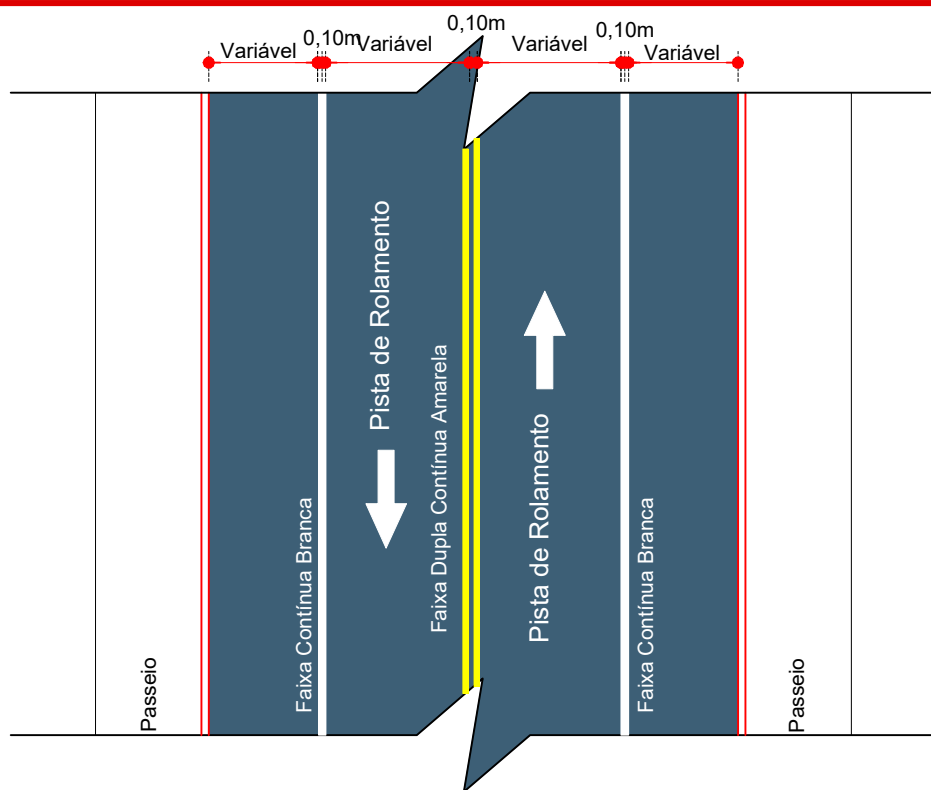 0,10m
0,10m
0,10m
Variável
Variável
Variável
Variável
Pista de Rolamento
Faixa Dupla Contínua Amarela
Pista de Rolamento
Faixa Contínua Branca
Faixa Contínua Branca
Passeio
Passeio